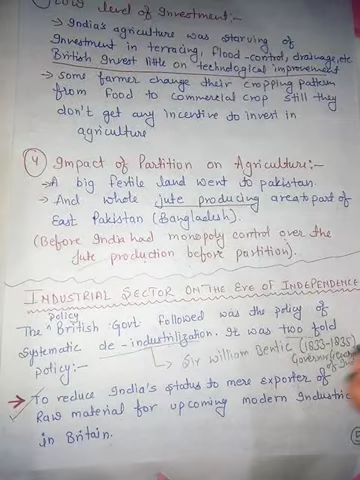 Low level of Investment:-
→ India's agriculture was starving of
Investment in terracing, flood-control, drainage, etc
British Invest little on technological improvement
→ Some farmer change their cropping pattern
from food to commercial crop still they
don't get any incentive to invest in
agriculture
4 Impact of Partition on Agriculture:-
→ A big fertile land went to pakistan.
→ And whole jute producing area to part of
East Pakistan (Bangladesh).
(Before India had monopoly control over the
jute production before partition).
INDUSTRIAL SECTOR ON THE EVE OF INDEPENDENCE
policy
The British Govt followed was the policy of
systematic de-industrilization. It was two fold
policy:-
→ Sir William Bentic (1833-1835)
Governor General
of India
→ To reduce India's status to mere exporter of
Raw material for upcoming modern Industries
in Britain.